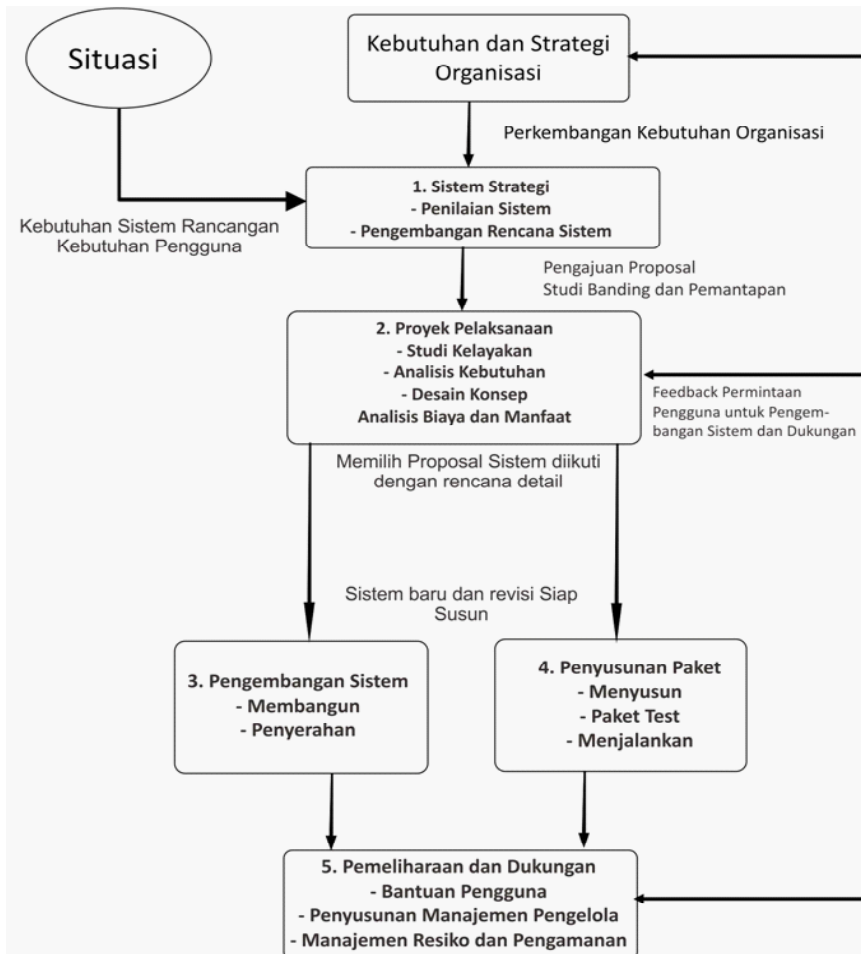 Situasi
Kebutuhan dan Strategi
Organisasi
Perkembangan Kebutuhan Organisasi
1. Sistem Strategi
- Penilaian Sistem
- Pengembangan Rencana Sistem
Kebutuhan Sistem Rancangan
Kebutuhan Pengguna
Pengajuan Proposal
Studi Banding dan Pemantapan
2. Proyek Pelaksanaan
- Studi Kelayakan
- Analisis Kebutuhan
- Desain Konsep
Analisis Biaya dan Manfaat
Feedback Permintaan
Pengguna untuk Pengem-
bangan Sistem dan Dukungan
Memilih Proposal Sistem diikuti
dengan rencana detail
Sistem baru dan revisi Siap
Susun
3. Pengembangan Sistem
- Membangun
- Penyerahan
4. Penyusunan Paket
- Menyusun
- Paket Test
- Menjalankan
5. Pemeliharaan dan Dukungan
- Bantuan Pengguna
- Penyusunan Manajemen Pengelola
- Manajemen Resiko dan Pengamanan